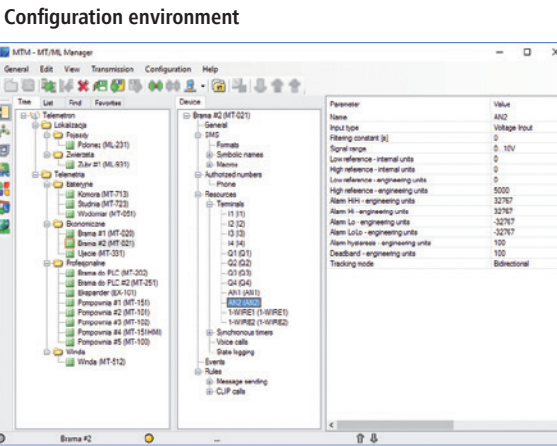 Configuration environment
MTM - MT/ML Manager
General Edit View Transmission Configuration Help
Tree List Find Favorites
Telemetron
Lokalizacja
Pojazdy
Polonez (ML-231)
Zwierzeta
Zubr #1 (ML-931)
Telemetria
Bateryjne
Komora (MT-713)
Studnia (MT-723)
Wodomiar (MT-051)
Ekonomiczne
Brama #1 (MT-020)
Brama #2 (MT-021)
Ujecie (MT-331)
Profesjonalne
Brama do PLC (MT-202)
Brama do PLC #2 (MT-251)
Ekspander (EX-101)
Pompownia #1 (MT-151)
Pompownia #2 (MT-101)
Pompownia #3 (MT-102)
Pompownia #4 (MT-151HMI)
Pompownia #5 (MT-100)
Winda
Winda (MT-512)
Device
Brama #2 (MT-021)
General
SMS
Formats
Symbolic names
Macros
Authorized numbers
Phone
Resources
Terminals
I1 (I1)
I2 (I2)
I3 (I3)
I4 (I4)
Q1 (Q1)
Q2 (Q2)
Q3 (Q3)
Q4 (Q4)
AN1 (AN1)
AN2 (AN2)
1-WIRE1 (1-WIRE1)
1-WIRE2 (1-WIRE2)
Synchronous timers
Voice calls
State logging
Events
Rules
Message sending
CLIP calls
Parameter Value
Name AN2
Input type Voltage Input
Filtering constant [s] 0
Signal range 0...10V
Low reference - internal units 0
High reference - internal units 0
Low reference - engineering units 0
High reference - engineering units 5000
Alarm HiHi - engineering units 32767
Alarm Hi - engineering units 32767
Alarm Lo - engineering units -32767
Alarm LoLo - engineering units -32767
Alarm hysteresis - engineering units 100
Deadband - engineering units 100
Tracking mode Bidirectional
Brama #2 ...